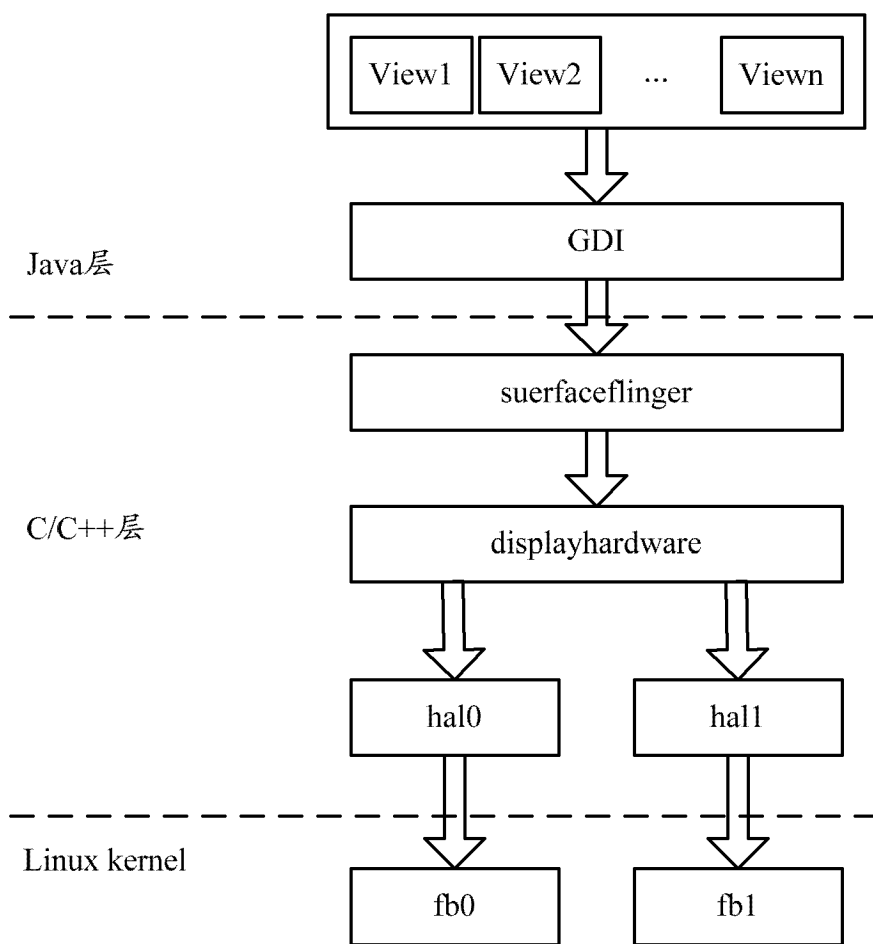 View1 View2 ... Viewn
GDI
Java层
suerfaceflinger
C/C++层
displayhardware
hal0 hal1
Linux kernel
fb0 fb1